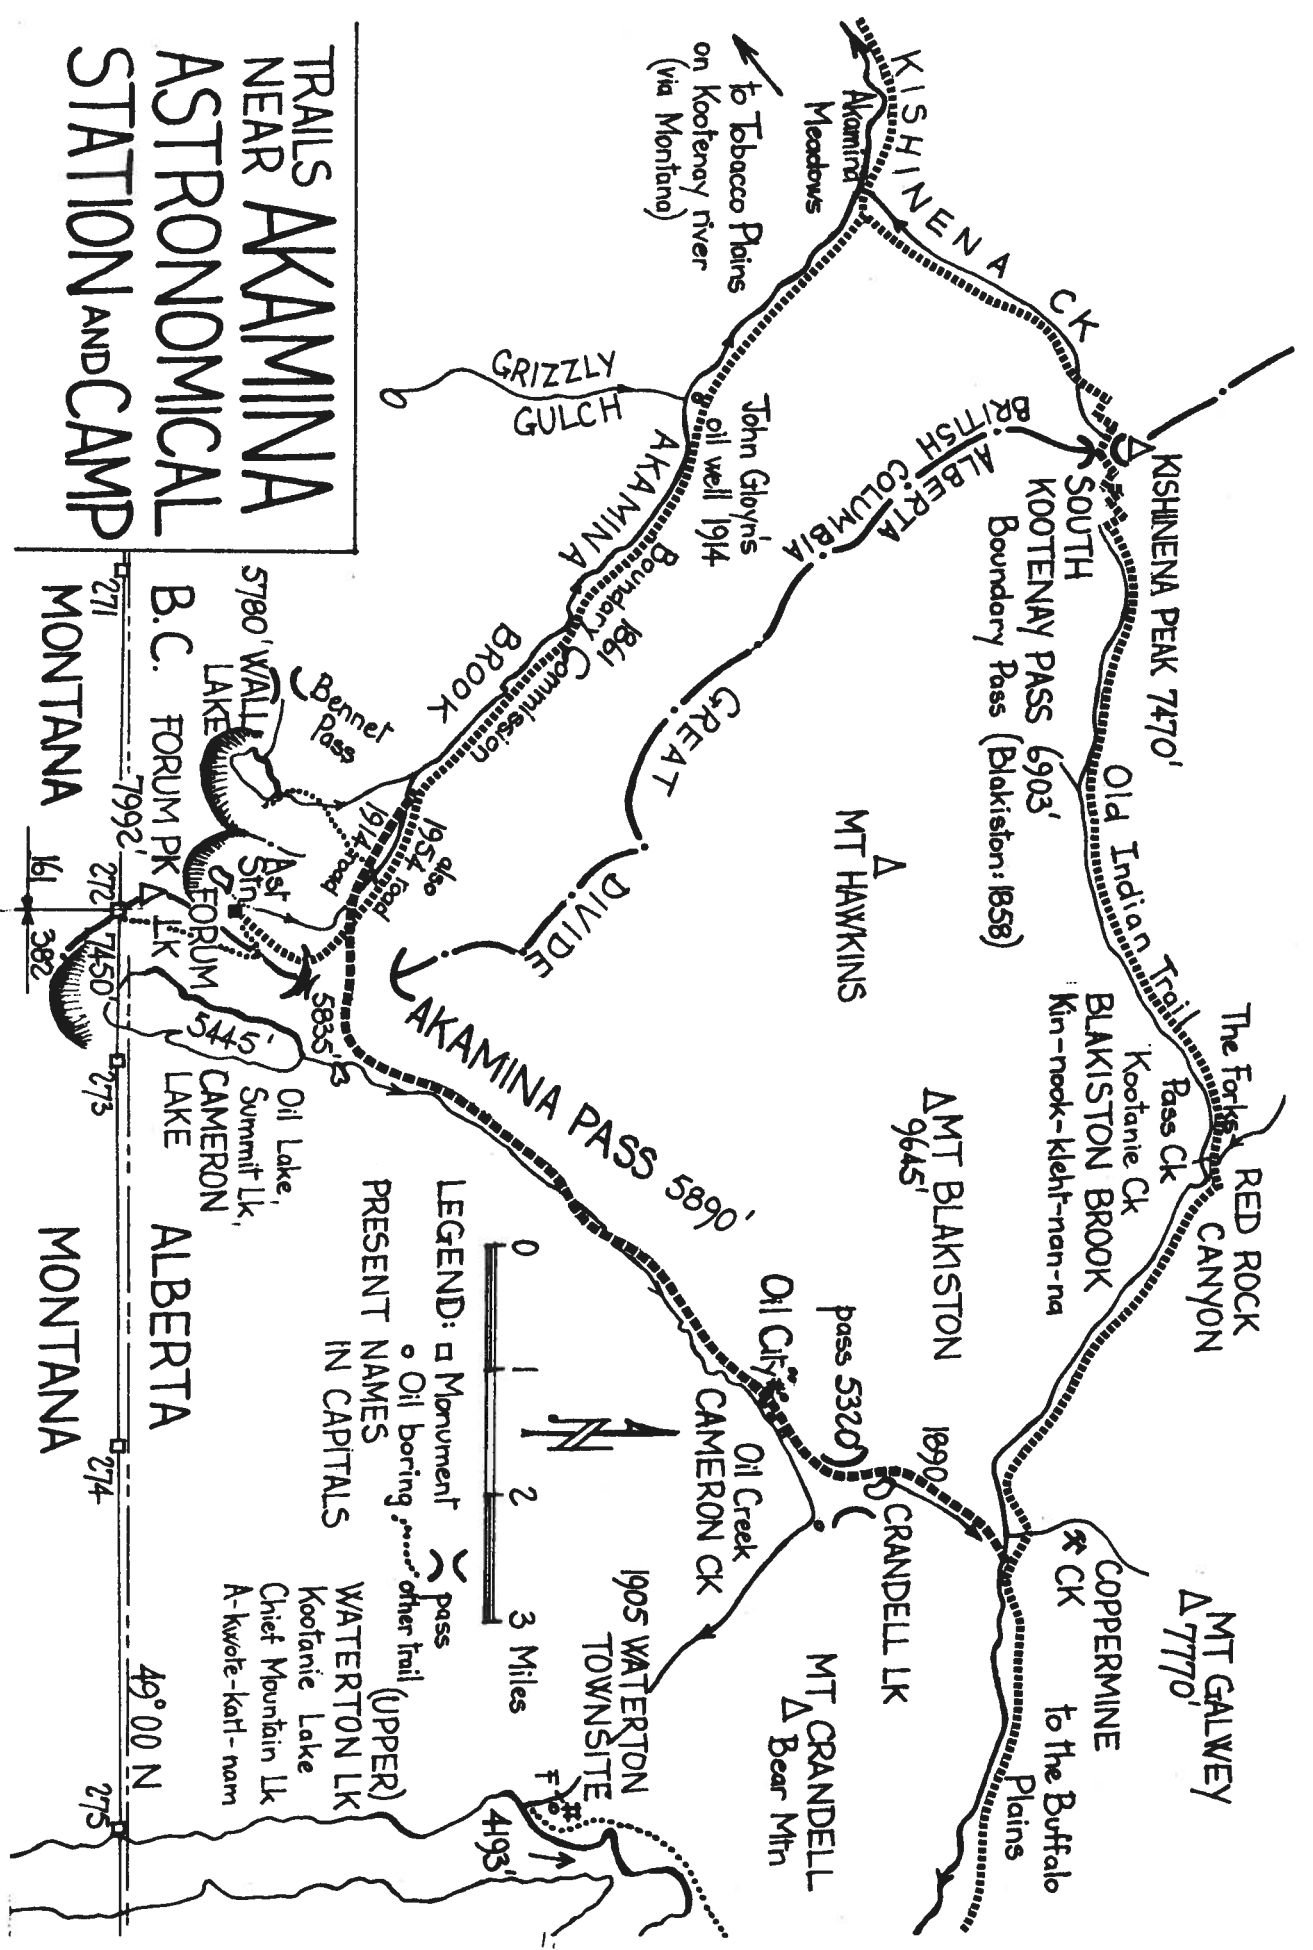 TRAILS
NEAR AKAMINA
ASTRONOMICAL
STATION AND CAMP
KISHINENA CK
Akamina
Meadows
to Tobacco Plains
on Kootenay river
(via Montana)
GRIZZLY
GULCH
John Gloyn's
oil well 1914
AKAMINA BROOK
Boundary Commission
1861
BRITISH COLUMBIA
ALBERTA
GREAT DIVIDE
KISHINENA PEAK 7470'
SOUTH
KOOTENAY PASS 6903'
Boundary Pass (Blakiston: 1858)
Old Indian Trail
The Forks
RED ROCK
CANYON
Pass Ck
Kootanie Ck
BLAKISTON BROOK
Kin-nook-kleht-nan-na
MT HAWKINS
MT BLAKISTON
9645'
MT GALWEY
7770'
COPPERMINE
CK
to the Buffalo
Plains
1890
CRANDELL LK
pass 5320'
Oil City
Oil Creek
CAMERON CK
MT CRANDELL
Bear Mtn
1905 WATERTON
TOWNSITE
4193'
AKAMINA PASS 5890'
5835'
also
1954 road
1914 road
Bennet
Pass
5780' WALL
LAKE
Ast
Stn
FORUM
LK
B.C.
FORUM PK
7992'
7450'
5445'
Oil Lake,
Summit Lk,
CAMERON
LAKE
LEGEND: Monument
pass
Oil boring
other trail
PRESENT NAMES
IN CAPITALS
0 1 2 3 Miles
N
(UPPER)
WATERTON LK
Kootanie Lake
Chief Mountain Lk
A-kwote-katl-nam
ALBERTA
49° 00 N
271 272 273 274 275
MONTANA
MONTANA
161 382